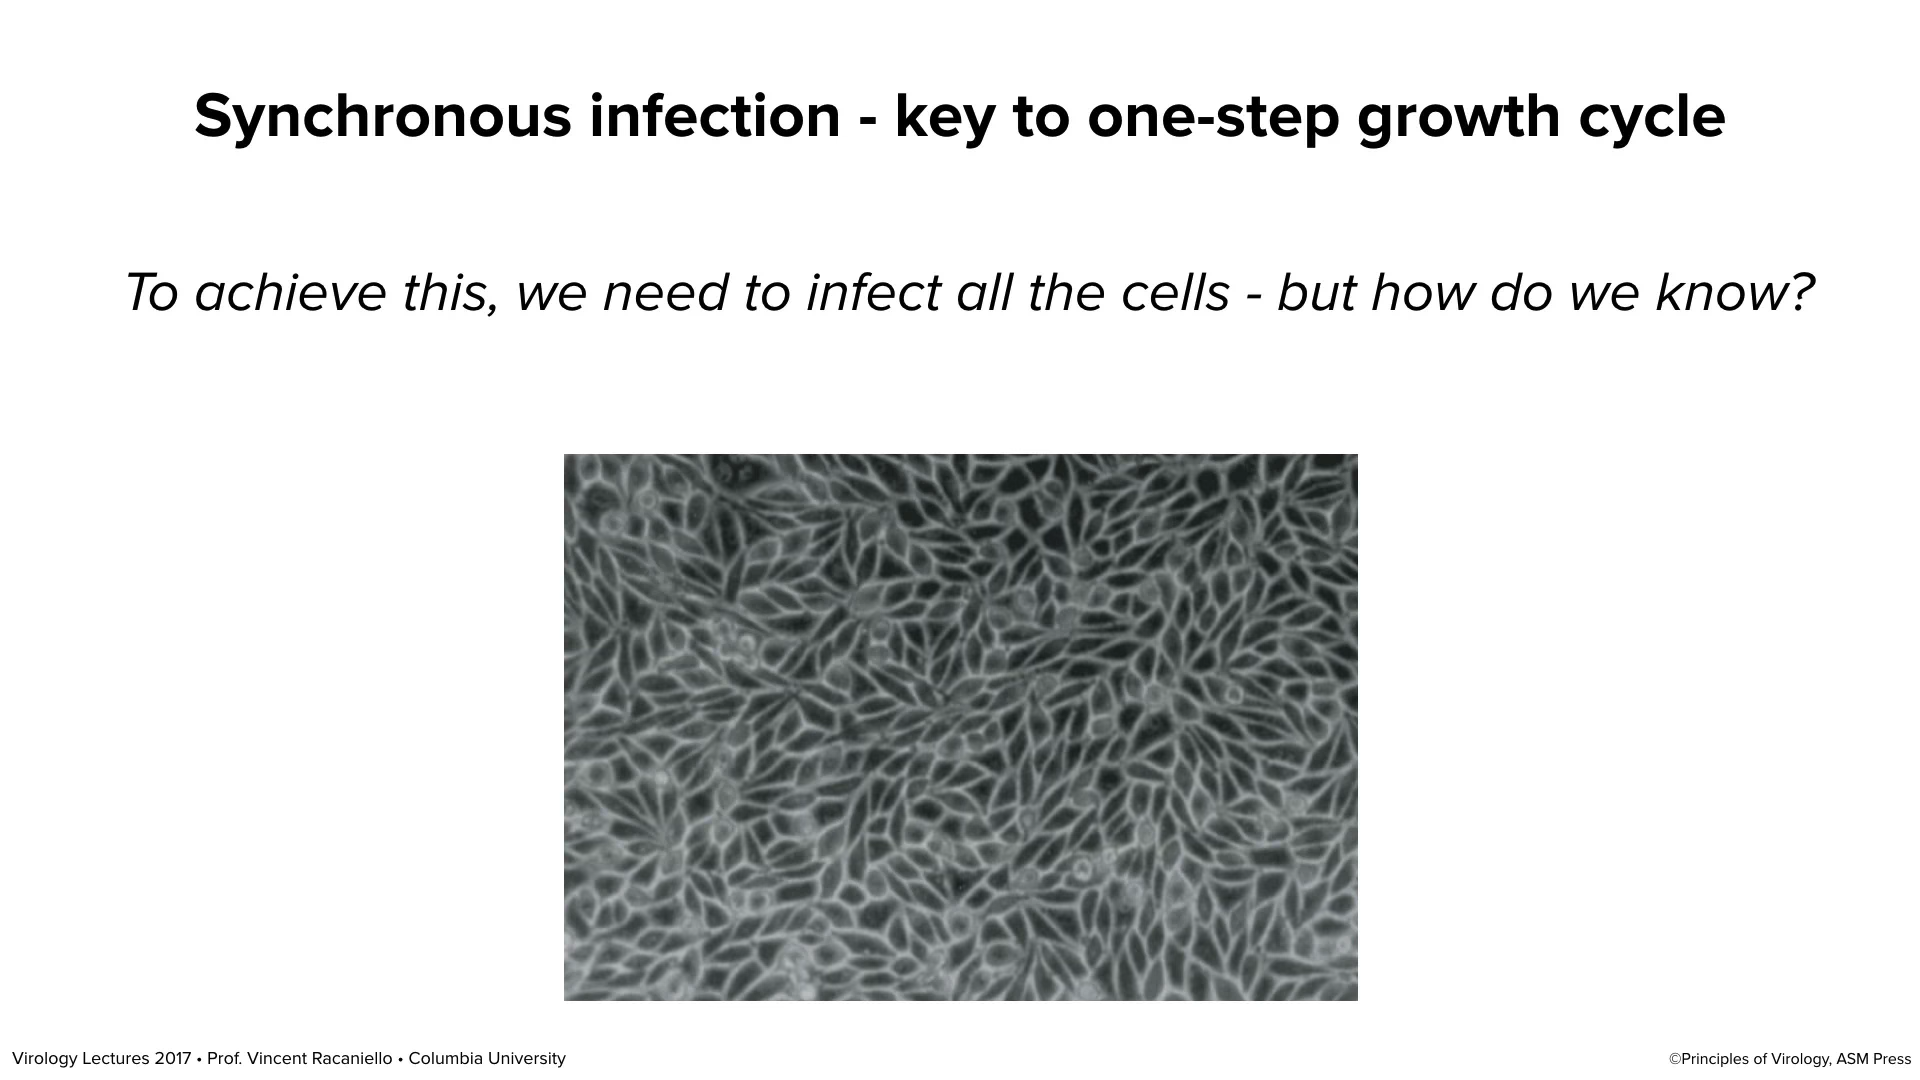 Synchronous infection - key to one-step growth cycle
To achieve this, we need to infect all the cells - but how do we know?
Virology Lectures 2017 • Prof. Vincent Racaniello • Columbia University
©Principles of Virology, ASM Press